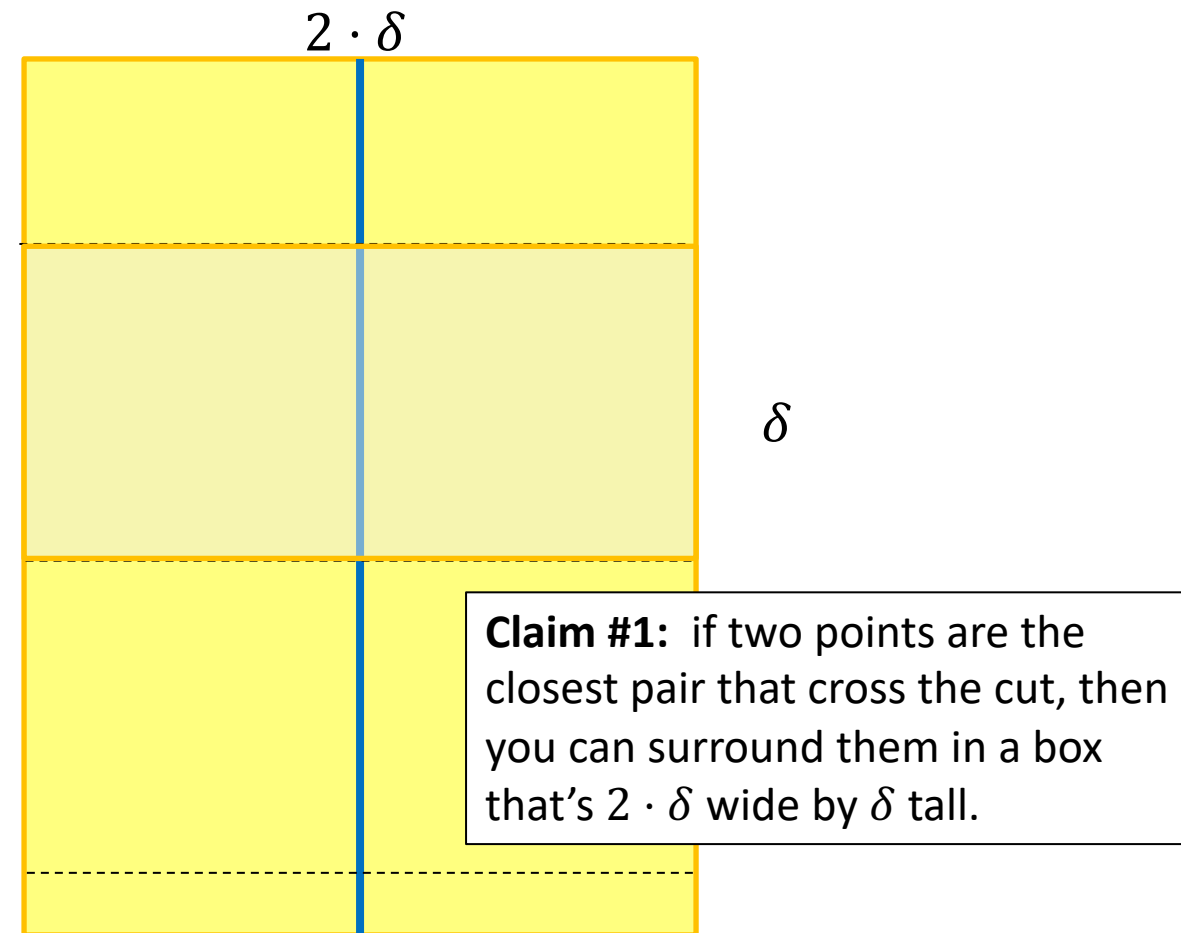 2 · δ
δ
Claim #1: if two points are the
closest pair that cross the cut, then
you can surround them in a box
that's 2 · δ wide by δ tall.